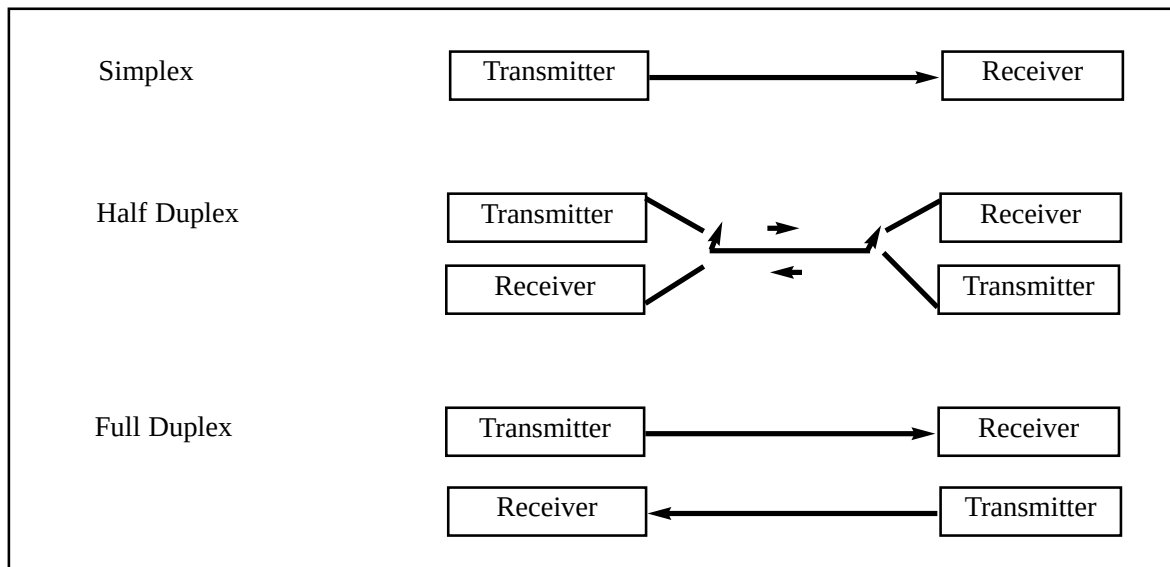 Simplex Transmitter Receiver
Half Duplex Transmitter Receiver
Receiver Transmitter
Full Duplex Transmitter Receiver
Receiver Transmitter